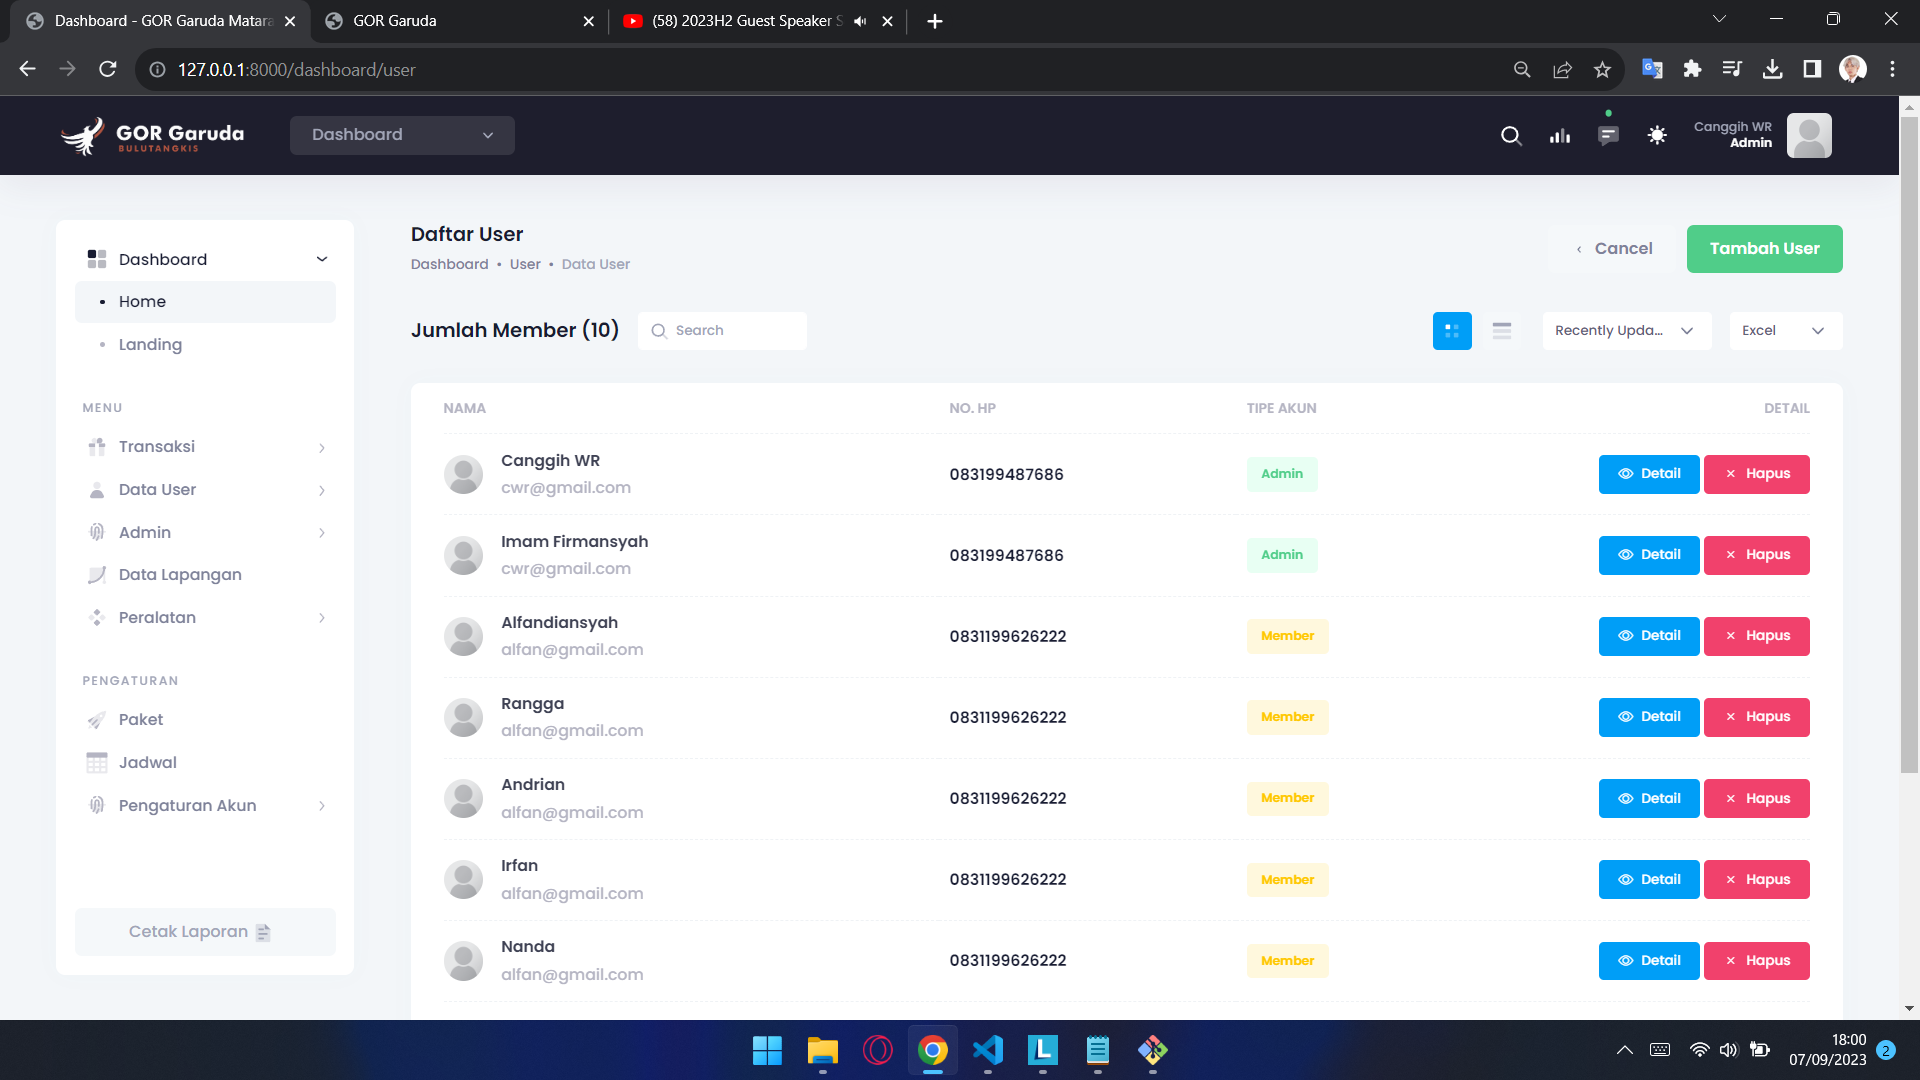 Dashboard - GOR Garuda Matara
GOR Garuda
(58) 2023H2 Guest Speaker S
127.0.0.1:8000/dashboard/user
GOR Garuda
BULUTANGKIS
Dashboard
Canggih WR
Admin
Dashboard
Home
Landing
MENU
Transaksi
Data User
Admin
Data Lapangan
Peralatan
PENGATURAN
Paket
Jadwal
Pengaturan Akun
Cetak Laporan
Daftar User
Dashboard • User • Data User
Cancel
Tambah User
Jumlah Member (10)
Search
Recently Upda...
Excel
NAMA NO. HP TIPE AKUN DETAIL
Canggih WR
cwr@gmail.com
083199487686
Admin
Detail
Hapus
Imam Firmansyah
cwr@gmail.com
083199487686
Admin
Detail
Hapus
Alfandiansyah
alfan@gmail.com
0831199626222
Member
Detail
Hapus
Rangga
alfan@gmail.com
0831199626222
Member
Detail
Hapus
Andrian
alfan@gmail.com
0831199626222
Member
Detail
Hapus
Irfan
alfan@gmail.com
0831199626222
Member
Detail
Hapus
Nanda
alfan@gmail.com
0831199626222
Member
Detail
Hapus
18:00
07/09/2023
2